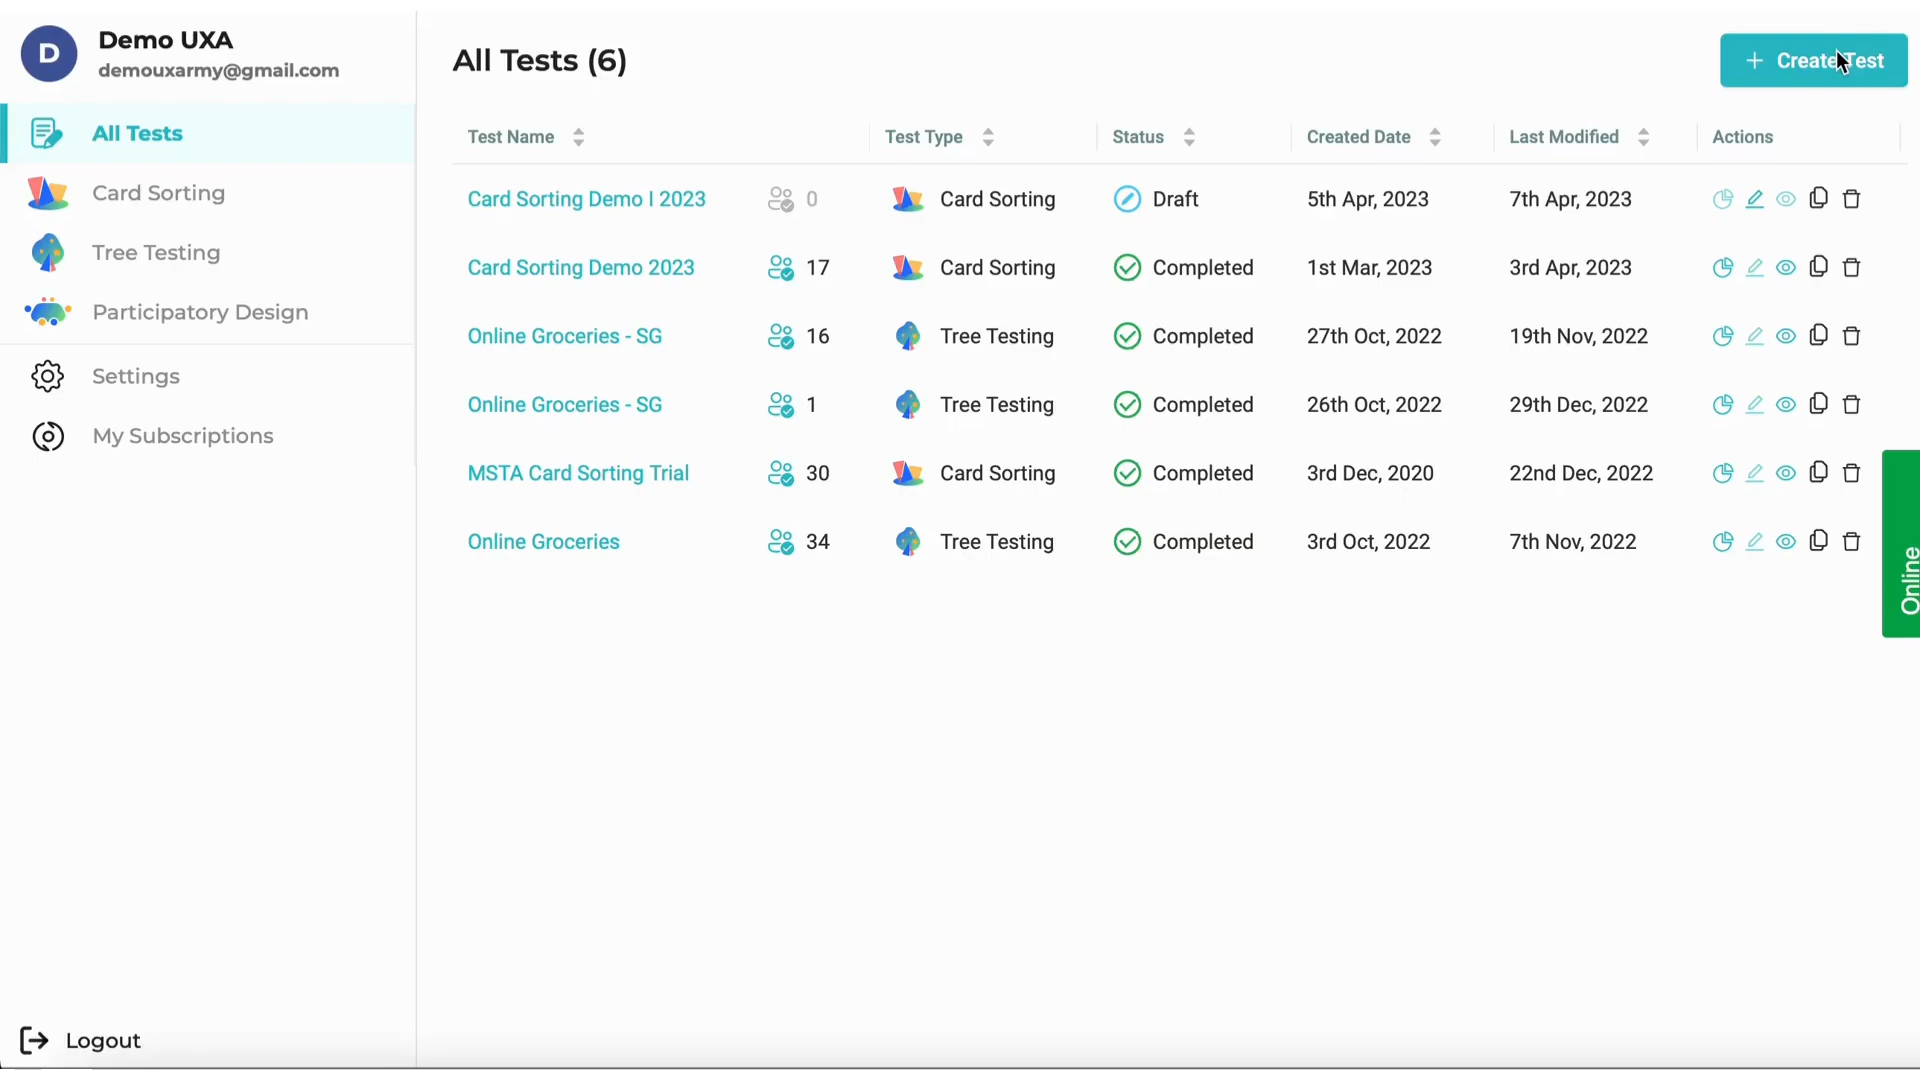 D
Demo UXA
demouxarmy@gmail.com
All Tests
Card Sorting
Tree Testing
Participatory Design
Settings
My Subscriptions
Logout
All Tests (6)
+ Create Test
Test Name Test Type Status Created Date Last Modified Actions
Card Sorting Demo I 2023 0 Card Sorting Draft 5th Apr, 2023 7th Apr, 2023
Card Sorting Demo 2023 17 Card Sorting Completed 1st Mar, 2023 3rd Apr, 2023
Online Groceries - SG 16 Tree Testing Completed 27th Oct, 2022 19th Nov, 2022
Online Groceries - SG 1 Tree Testing Completed 26th Oct, 2022 29th Dec, 2022
MSTA Card Sorting Trial 30 Card Sorting Completed 3rd Dec, 2020 22nd Dec, 2022
Online Groceries 34 Tree Testing Completed 3rd Oct, 2022 7th Nov, 2022
Online